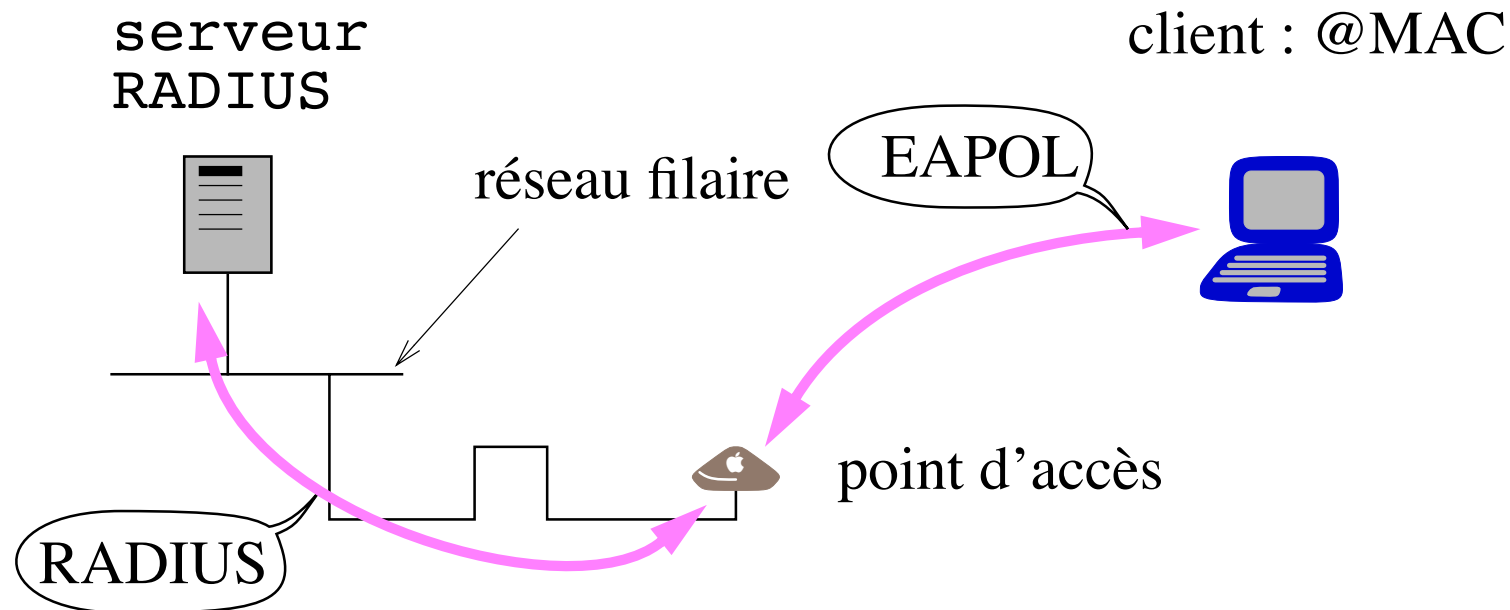 serveur
RADIUS
client : @MAC
réseau filaire
EAPOL
point d’accès
RADIUS